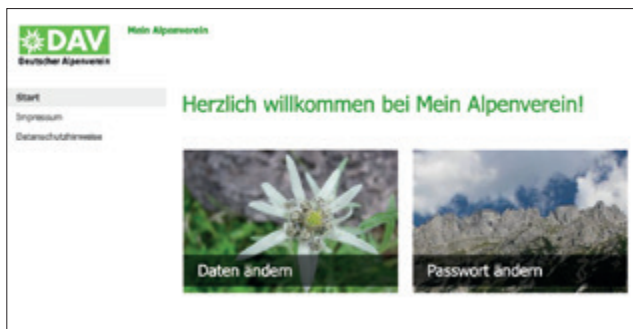 DAV
Deutscher Alpenverein
Mein Alpenverein
Start
Impressum
Datenschutzhinweise
Herzlich willkommen bei Mein Alpenverein!
Daten ändern
Passwort ändern